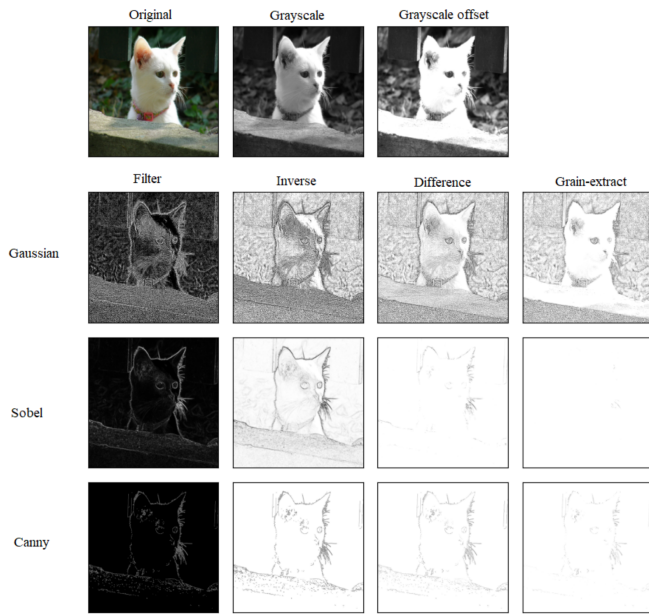 Original Grayscale Grayscale offset
Filter Inverse Difference Grain-extract
Gaussian
Sobel
Canny